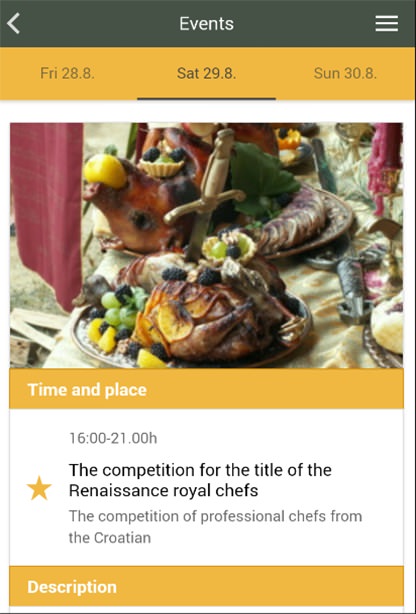 Events
Fri 28.8.
Sat 29.8.
Sun 30.8.
Time and place
16:00-21.00h
The competition for the title of the
Renaissance royal chefs
The competition of professional chefs from
the Croatian
Description